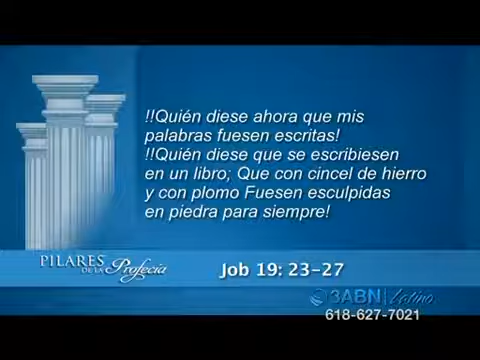 !!Quién diese ahora que mis
palabras fuesen escritas!
!!Quién diese que se escribiesen
en un libro; Que con cincel de hierro
y con plomo Fuesen esculpidas
en piedra para siempre!
PILARES
DE LA Profecía
Job 19: 23-27
3ABN Latino
618-627-7021